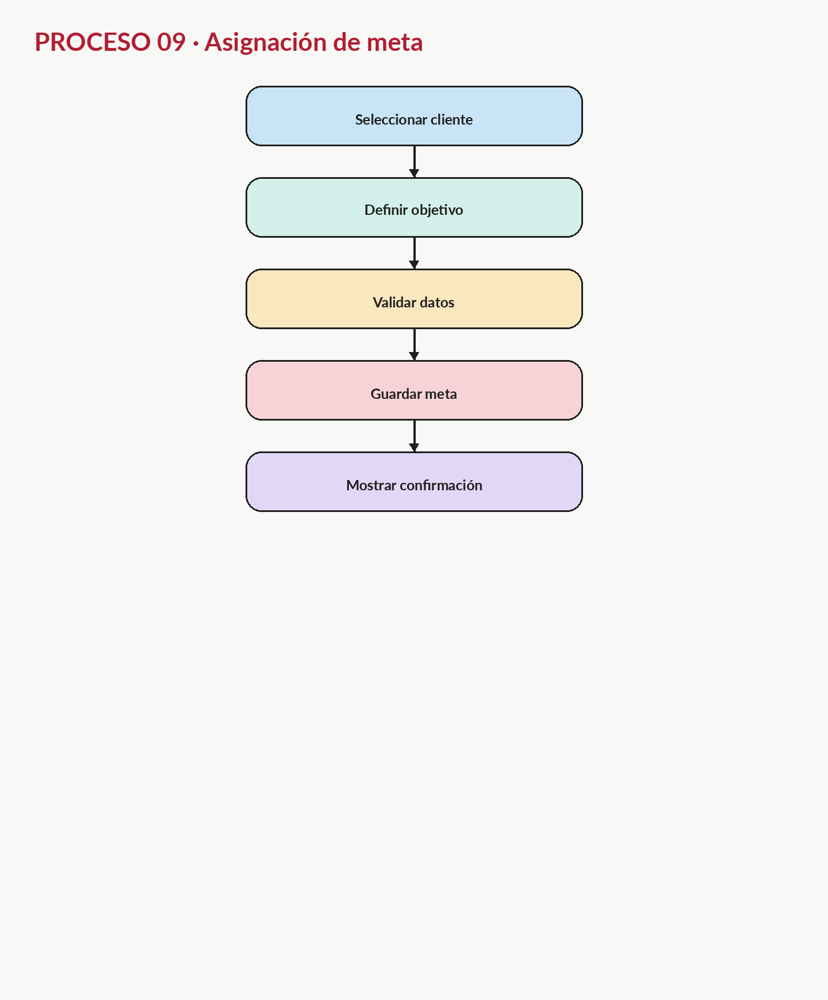 PROCESO 09 · Asignación de meta
Seleccionar cliente
Definir objetivo
Validar datos
Guardar meta
Mostrar confirmación